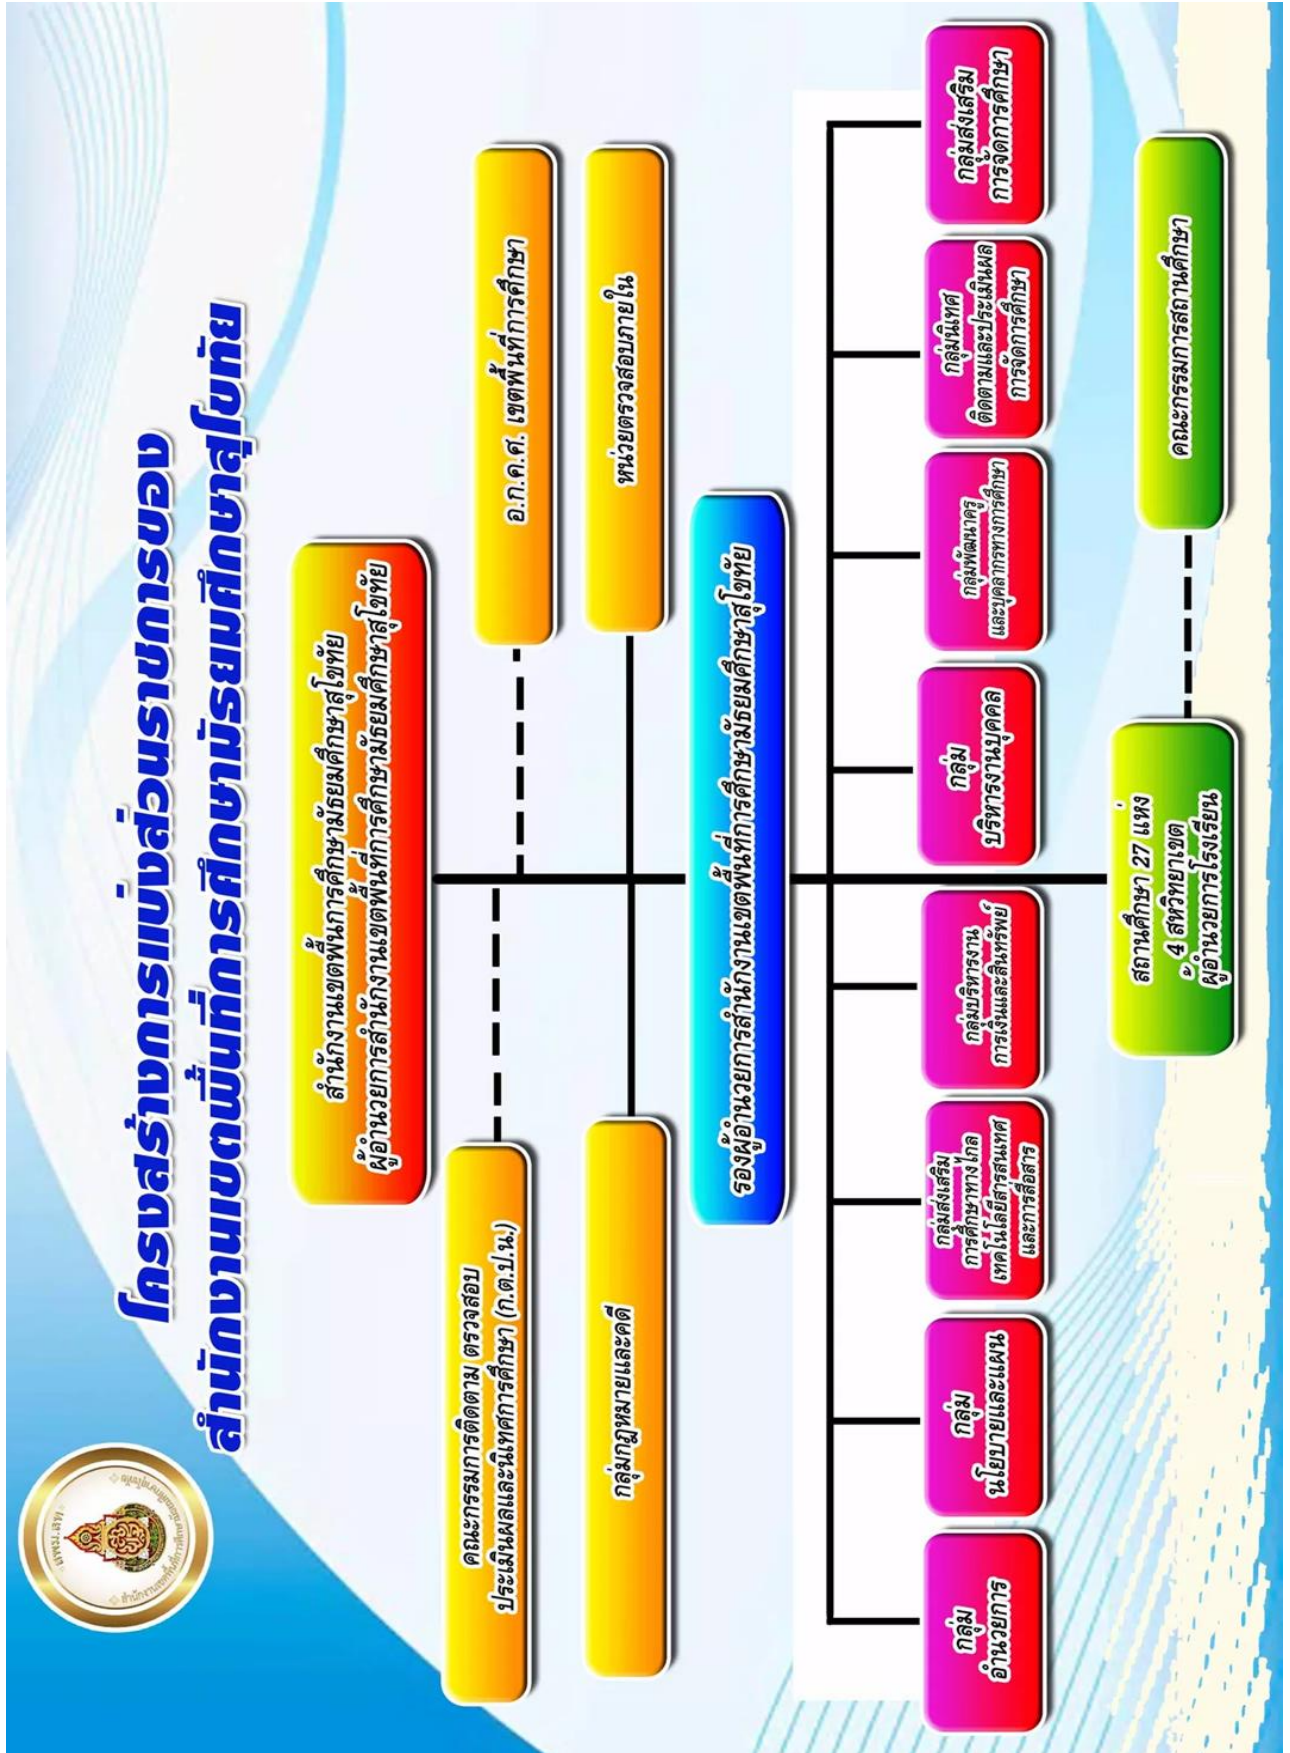 โครงสร้างการแบ่งส่วนราชการของ
สำนักงานเขตพื้นที่การศึกษามัธยมศึกษาสุโขทัย
สำนักงานเขตพื้นที่การศึกษามัธยมศึกษาสุโขทัย
ผู้อำนวยการสำนักงานเขตพื้นที่การศึกษามัธยมศึกษาสุโขทัย
คณะกรรมการติดตาม ตรวจสอบ
ประเมินผลและนิเทศการศึกษา (ก.ต.ป.น.)
อ.ก.ค.ศ. เขตพื้นที่การศึกษา
กลุ่มกฎหมายและคดี
หน่วยตรวจสอบภายใน
รองผู้อำนวยการสำนักงานเขตพื้นที่การศึกษามัธยมศึกษาสุโขทัย
กลุ่ม
อำนวยการ
กลุ่ม
นโยบายและแผน
กลุ่มส่งเสริม
การศึกษาทางไกล
เทคโนโลยีสารสนเทศ
และการสื่อสาร
กลุ่มบริหารงาน
การเงินและสินทรัพย์
กลุ่ม
บริหารงานบุคคล
กลุ่มพัฒนาครู
และบุคลากรทางการศึกษา
กลุ่มนิเทศ
ติดตามและประเมินผล
การจัดการศึกษา
กลุ่มส่งเสริม
การจัดการศึกษา
สถานศึกษา 27 แห่ง
4 สหวิทยาเขต
ผู้อำนวยการโรงเรียน
คณะกรรมการสถานศึกษา